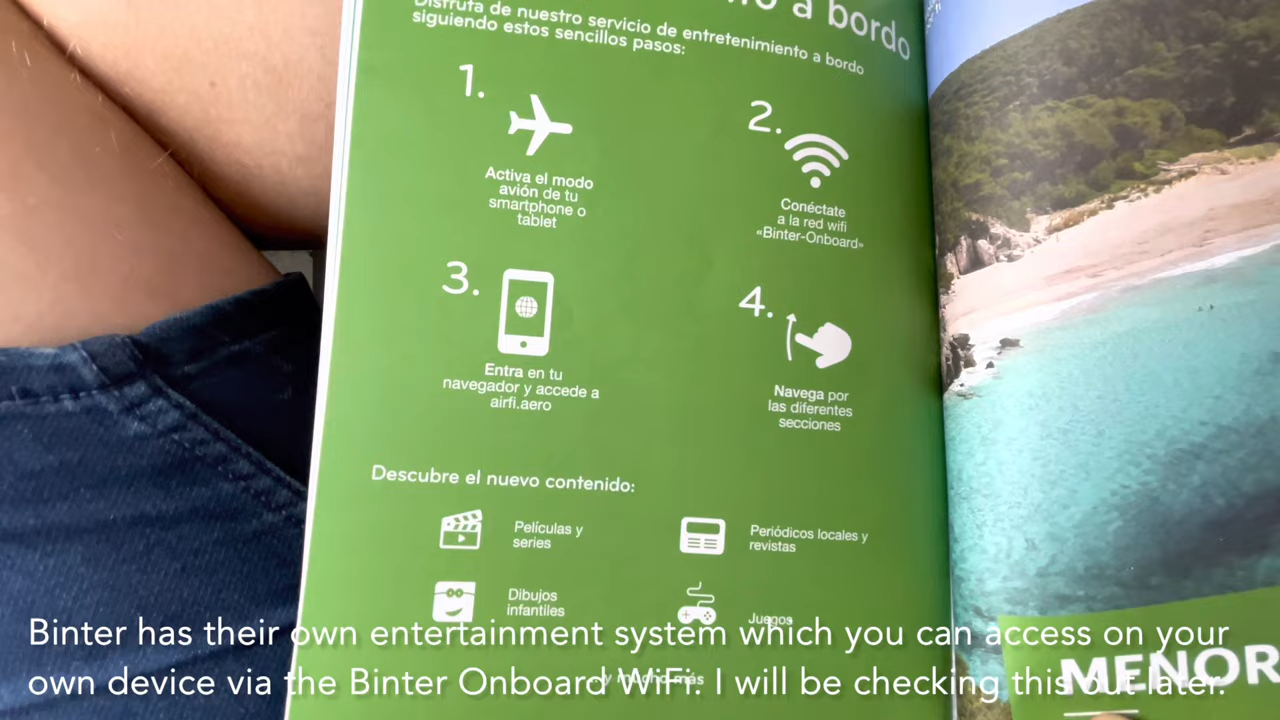 a bordo
Disfruta de nuestro servicio de entretenimiento a bordo
siguiendo estos sencillos pasos:
1.
Activa el modo
avión de tu
smartphone o
tablet
2.
Conéctate
a la red wifi
«Binter-Onboard»
3.
Entra en tu
navegador y accede a
airfi.aero
4.
Navega por
las diferentes
secciones
Descubre el nuevo contenido:
Películas y
series
Periódicos locales y
revistas
Dibujos
infantiles
Juegos
y mucho más
MENOR
Binter has their own entertainment system which you can access on your
own device via the Binter Onboard WiFi. I will be checking this out later.